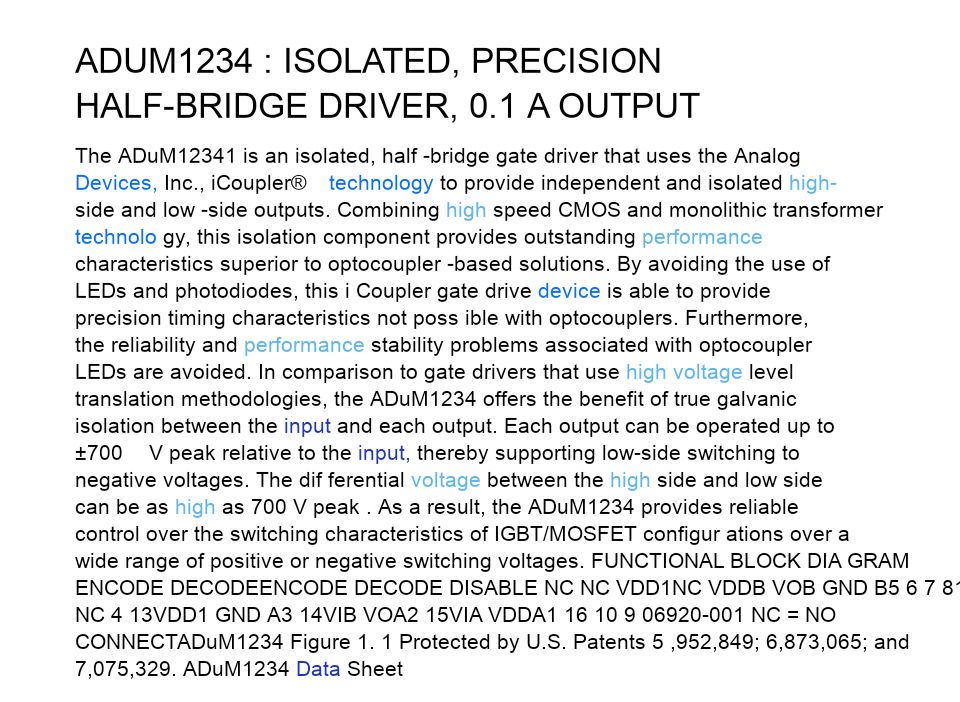 ADUM1234 : ISOLATED, PRECISION
HALF-BRIDGE DRIVER, 0.1 A OUTPUT
The ADuM12341 is an isolated, half -bridge gate driver that uses the Analog
Devices, Inc., iCoupler® technology to provide independent and isolated high-
side and low -side outputs. Combining high speed CMOS and monolithic transformer
technolo gy, this isolation component provides outstanding performance
characteristics superior to optocoupler -based solutions. By avoiding the use of
LEDs and photodiodes, this i Coupler gate drive device is able to provide
precision timing characteristics not poss ible with optocouplers. Furthermore,
the reliability and performance stability problems associated with optocoupler
LEDs are avoided. In comparison to gate drivers that use high voltage level
translation methodologies, the ADuM1234 offers the benefit of true galvanic
isolation between the input and each output. Each output can be operated up to
±700 V peak relative to the input, thereby supporting low-side switching to
negative voltages. The dif ferential voltage between the high side and low side
can be as high as 700 V peak . As a result, the ADuM1234 provides reliable
control over the switching characteristics of IGBT/MOSFET configur ations over a
wide range of positive or negative switching voltages. FUNCTIONAL BLOCK DIA GRAM
ENCODE DECODEENCODE DECODE DISABLE NC NC VDD1NC VDDB VOB GND B5 6 7 81
NC 4 13VDD1 GND A3 14VIB VOA2 15VIA VDDA1 16 10 9 06920-001 NC = NO
CONNECTADuM1234 Figure 1. 1 Protected by U.S. Patents 5 ,952,849; 6,873,065; and
7,075,329. ADuM1234 Data Sheet